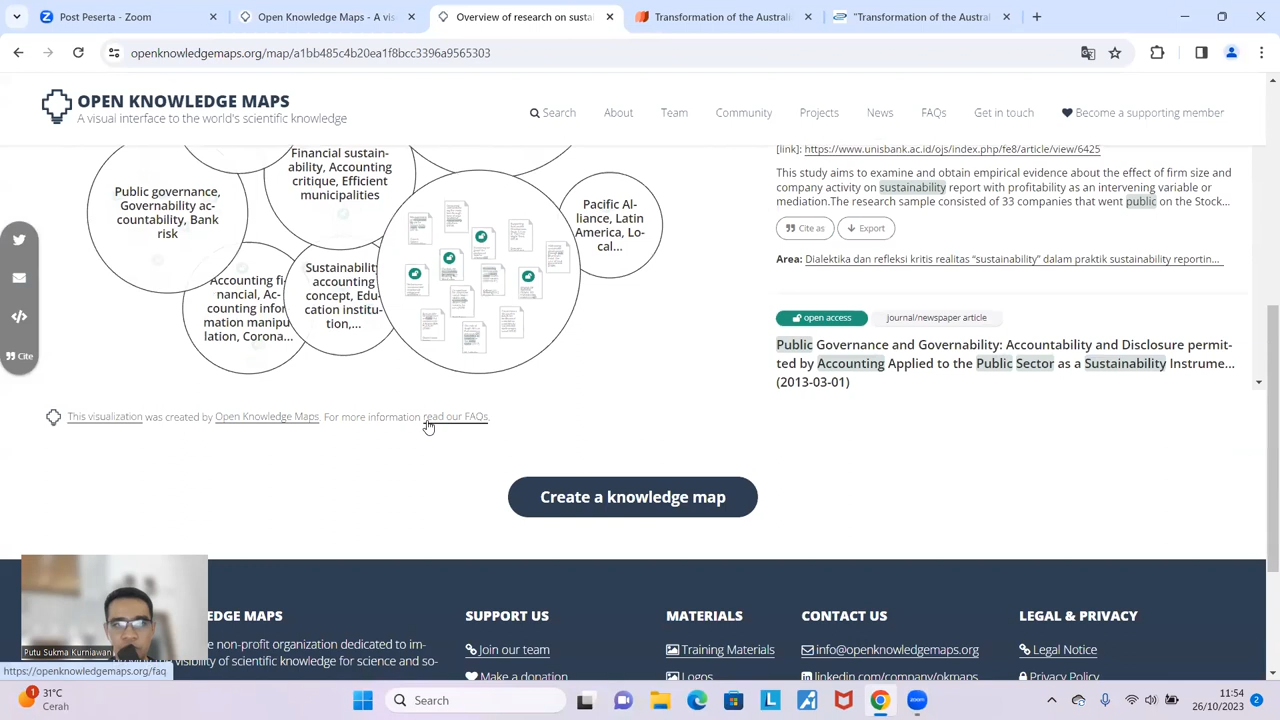 Post Peserta - Zoom
Open Knowledge Maps - A vi
Overview of research on susta
Transformation of the Australi
"Transformation of the Austral
openknowledgemaps.org/map/a1bb485c4b20ea1f8bcc3396a9565303
OPEN KNOWLEDGE MAPS
A visual interface to the world's scientific knowledge
Search
About
Team
Community
Projects
News
FAQs
Get in touch
Become a supporting member
Financial sustain-
ability, Accounting
critique, Efficient
municipalities
Public governance,
Governability ac-
countability, Bank
risk
Pacific Al-
liance, Latin
America, Lo-
cal...
Accounting fi-
nancial, Ac-
counting infor-
mation manipu
lation, Corona...
Sustainability
accounting
concept, Edu-
cation institu-
tion,...
Cite
[link]: https://www.unisbank.ac.id/ojs/index.php/fe8/article/view/6425
This study aims to examine and obtain empirical evidence about the effect of firm size and
company activity on sustainability report with profitability as an intervening variable or
mediation.The research sample consisted of 33 companies that went public on the Stock...
Cite as
Export
Area: Dialektika dan refleksi kritis realitas "sustainability" dalam praktik sustainability reportin...
open access
journal/newspaper article
Public Governance and Governability: Accountability and Disclosure permit-
ted by Accounting Applied to the Public Sector as a Sustainability Instrume...
(2013-03-01)
This visualization was created by Open Knowledge Maps. For more information read our FAQs.
Create a knowledge map
EDGE MAPS
e non-profit organization dedicated to im-
e visibility of scientific knowledge for science and so-
SUPPORT US
Join our team
Make a donation
MATERIALS
Training Materials
Logos
CONTACT US
info@openknowledgemaps.org
linkedin.com/company/okmaps
LEGAL & PRIVACY
Legal Notice
Privacy Policy
Putu Sukma Kurniawan
https://openknowledgemaps.org/faq
1
31°C
Cerah
Search
zoom
11:54
26/10/2023
2